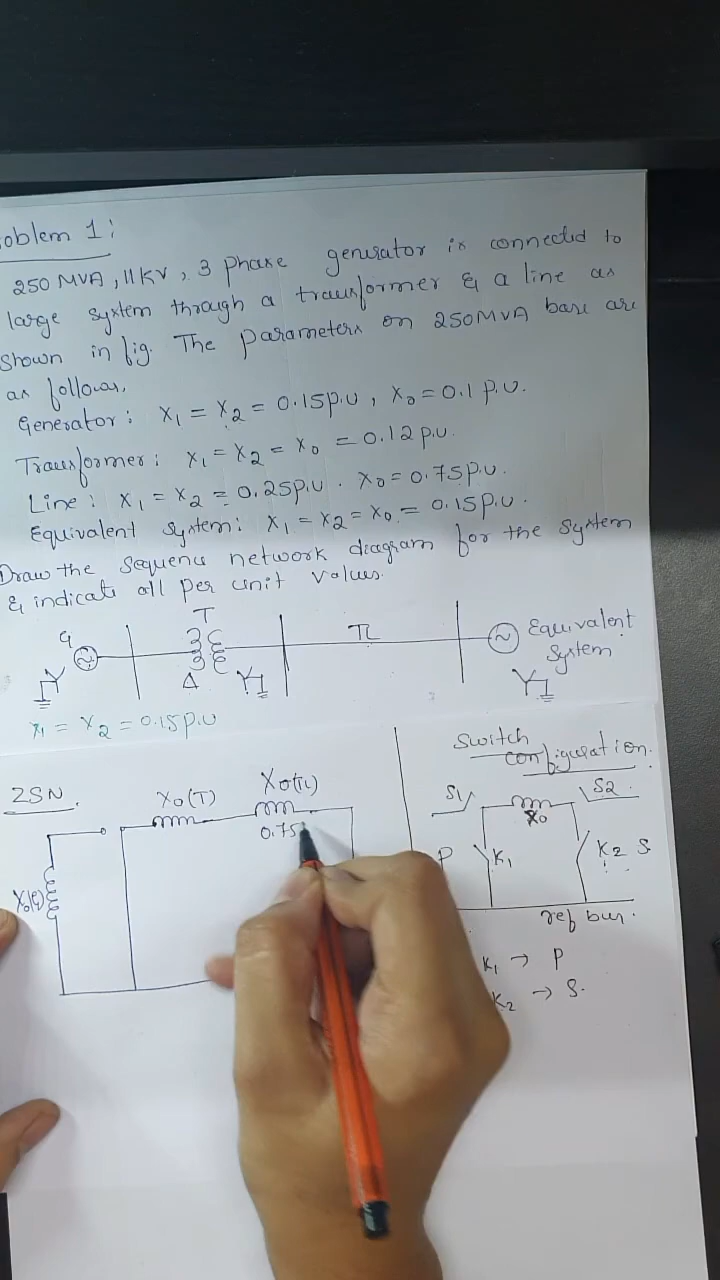 oblem 1:
250 MVA, 11KV, 3 phase generator is connected to
large system through a transformer & a line as
shown in fig. The parameters on 250MVA base are
as follows,
Generator: X1 = X2 = 0.15p.u, X0 = 0.1 p.u.
Transformer: X1 = X2 = X0 = 0.12 p.u.
Line: X1 = X2 = 0.25p.u. X0 = 0.75p.u.
Equivalent system: X1 = X2 = X0 = 0.15p.u.
Draw the sequence network diagram for the system
& indicate all per unit values.
G T TL Equivalent
System
Δ
X1 = X2 = 0.15p.u
Switch
configuration.
ZSN.
X0(T) X0(TL)
0.75
S1 S2
X0
P K1 K2 S
ref bus.
K1 → P
K2 → S.